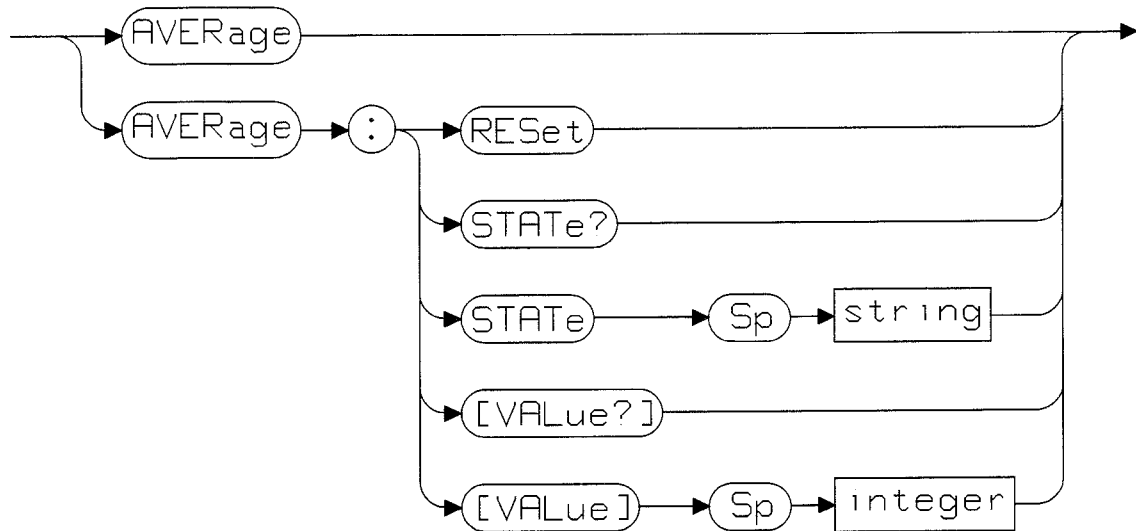 AVERage
AVERage : RESet
STATe?
STATe Sp string
[VALue?]
[VALue] Sp integer